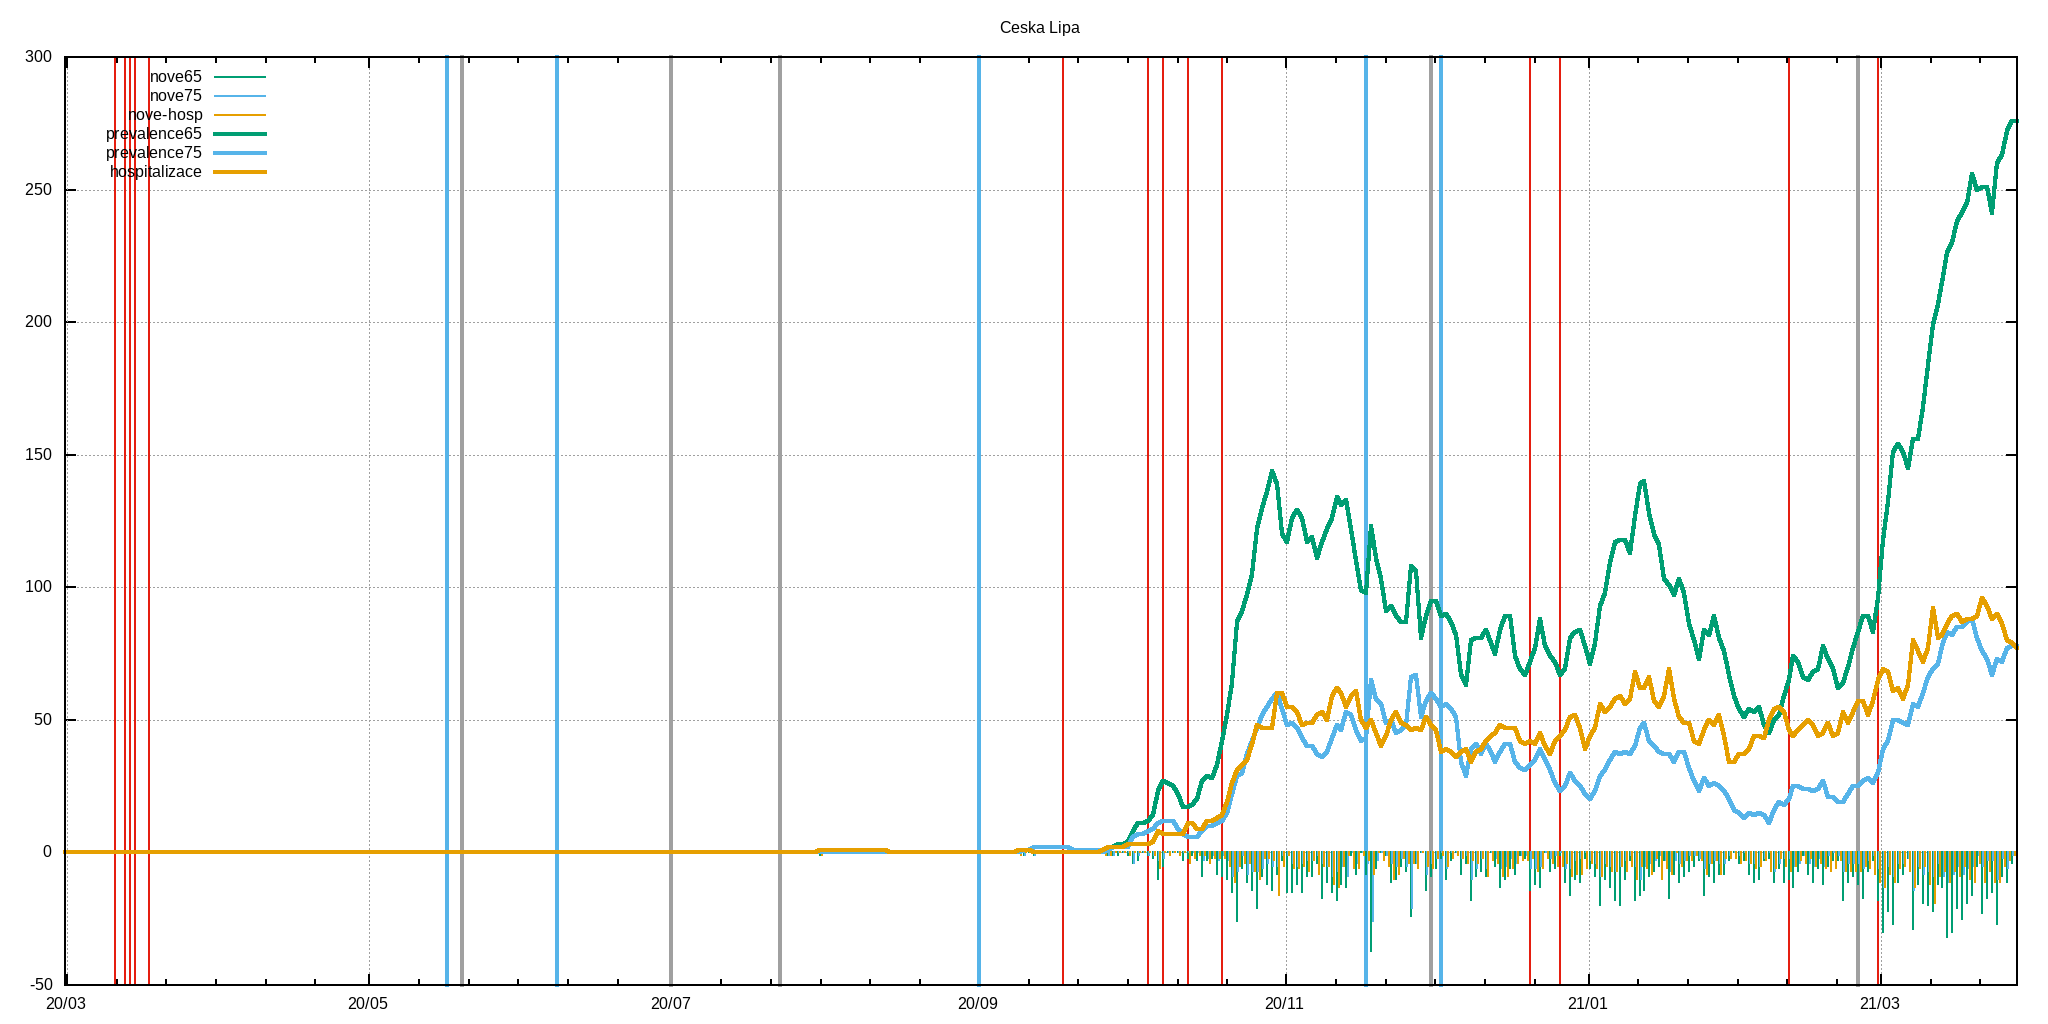 Ceska Lipa
300
250
200
150
100
50
0
-50
nove65
nove75
nove-hosp
prevalence65
prevalence75
hospitalizace
20/03
20/05
20/07
20/09
20/11
21/01
21/03